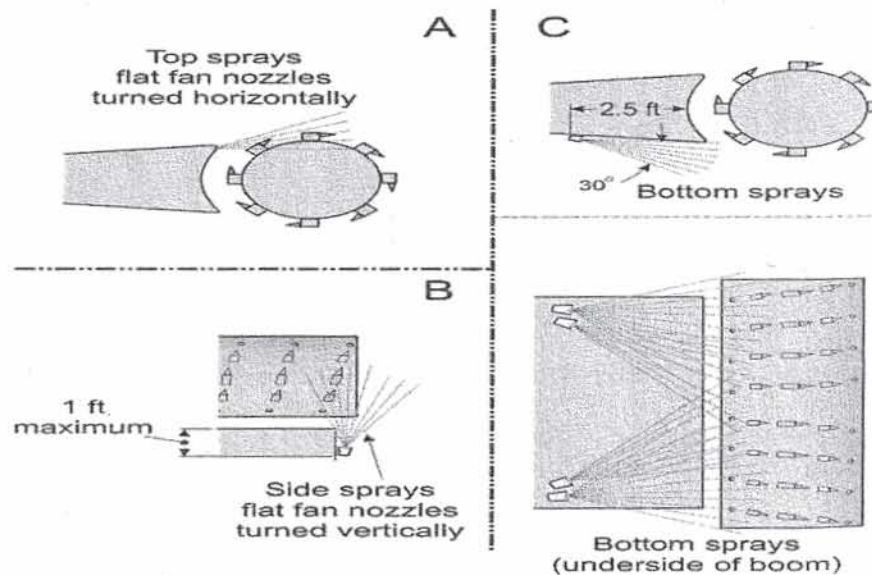 A
Top sprays
flat fan nozzles
turned horizontally
B
1 ft
maximum
Side sprays
flat fan nozzles
turned vertically
C
2.5 ft
30°
Bottom sprays
Bottom sprays
(underside of boom)